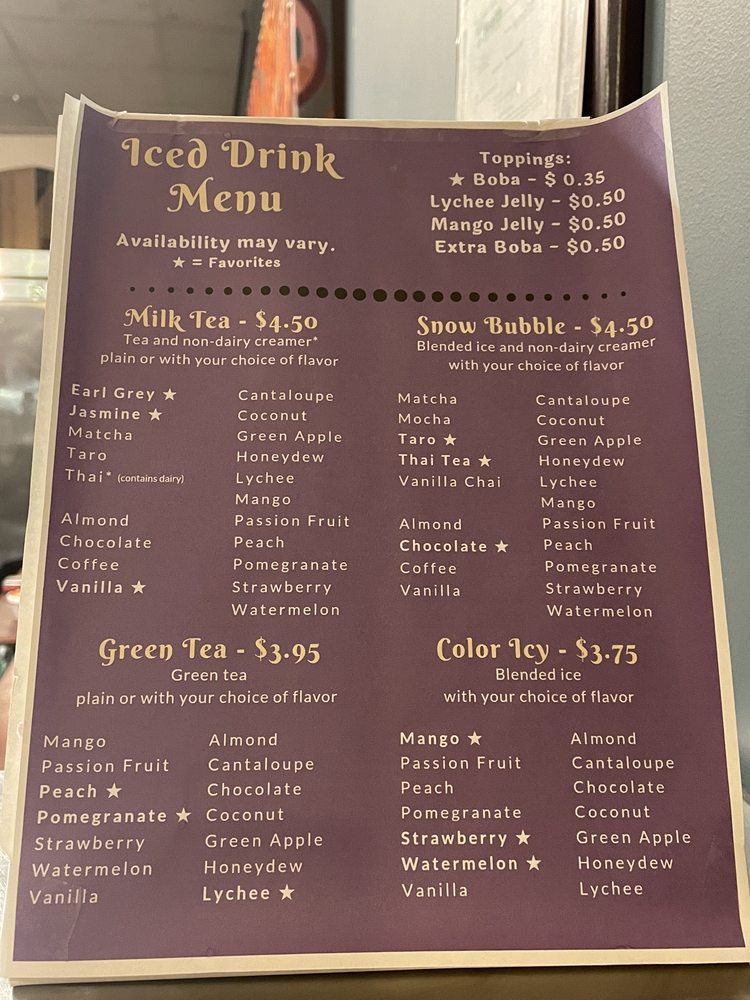 Iced Drink
Menu
Availability may vary.
★ = Favorites
Toppings:
★ Boba - $ 0.35
Lychee Jelly - $0.50
Mango Jelly - $0.50
Extra Boba - $0.50
Milk Tea - $4.50
Tea and non-dairy creamer*
plain or with your choice of flavor
Earl Grey ★
Jasmine ★
Matcha
Taro
Thai* (contains dairy)
Almond
Chocolate
Coffee
Vanilla ★
Cantaloupe
Coconut
Green Apple
Honeydew
Lychee
Mango
Passion Fruit
Peach
Pomegranate
Strawberry
Watermelon
Snow Bubble - $4.50
Blended ice and non-dairy creamer
with your choice of flavor
Matcha
Mocha
Taro ★
Thai Tea ★
Vanilla Chai
Almond
Chocolate ★
Coffee
Vanilla
Cantaloupe
Coconut
Green Apple
Honeydew
Lychee
Mango
Passion Fruit
Peach
Pomegranate
Strawberry
Watermelon
Green Tea - $3.95
Green tea
plain or with your choice of flavor
Mango
Passion Fruit
Peach ★
Pomegranate ★
Strawberry
Watermelon
Vanilla
Almond
Cantaloupe
Chocolate
Coconut
Green Apple
Honeydew
Lychee ★
Color Icy - $3.75
Blended ice
with your choice of flavor
Mango ★
Passion Fruit
Peach
Pomegranate
Strawberry ★
Watermelon ★
Vanilla
Almond
Cantaloupe
Chocolate
Coconut
Green Apple
Honeydew
Lychee